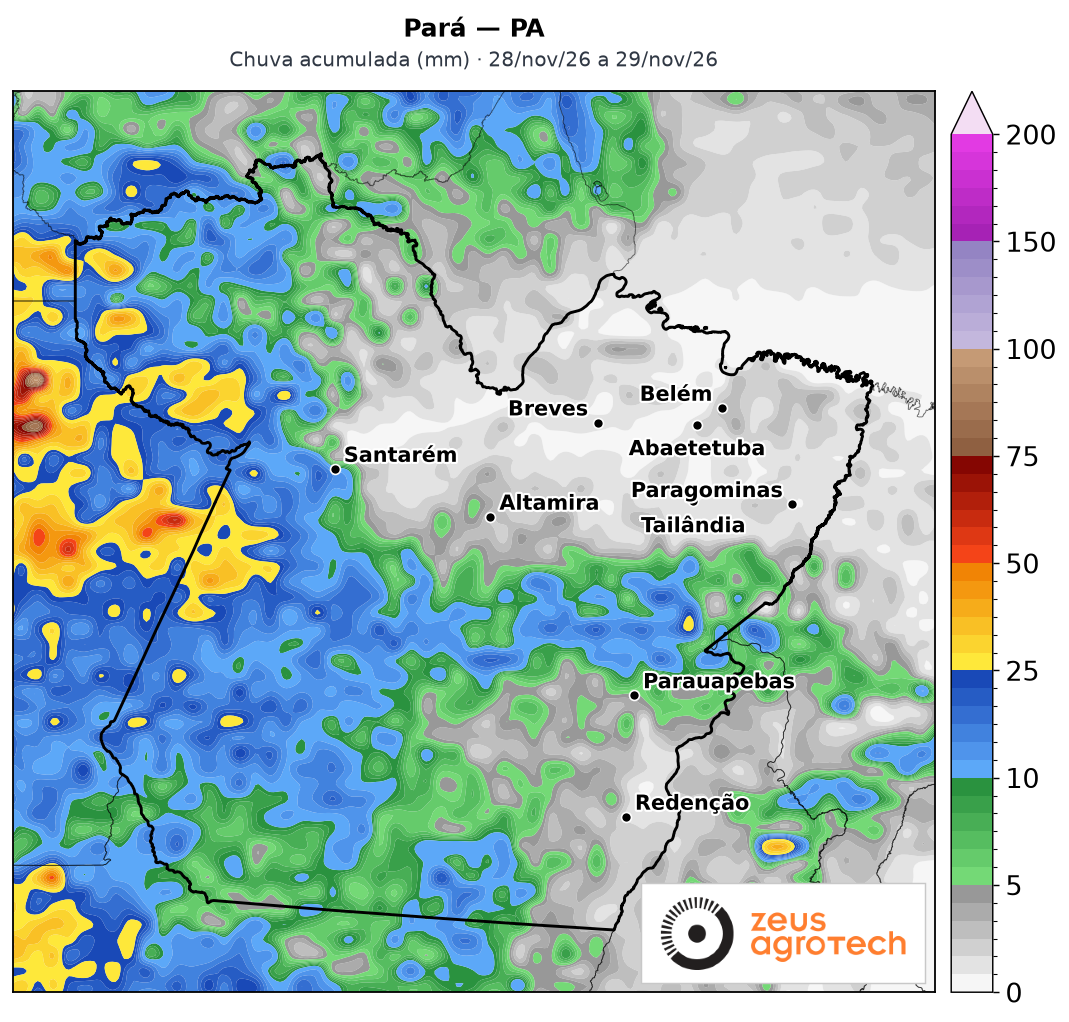 Pará — PA
Chuva acumulada (mm) · 28/nov/26 a 29/nov/26
200
150
100
75
50
25
10
5
0
Belém
Breves
Abaetetuba
Santarém
Paragominas
Altamira
Tailândia
Parauapebas
Redenção
zeus
agrotech